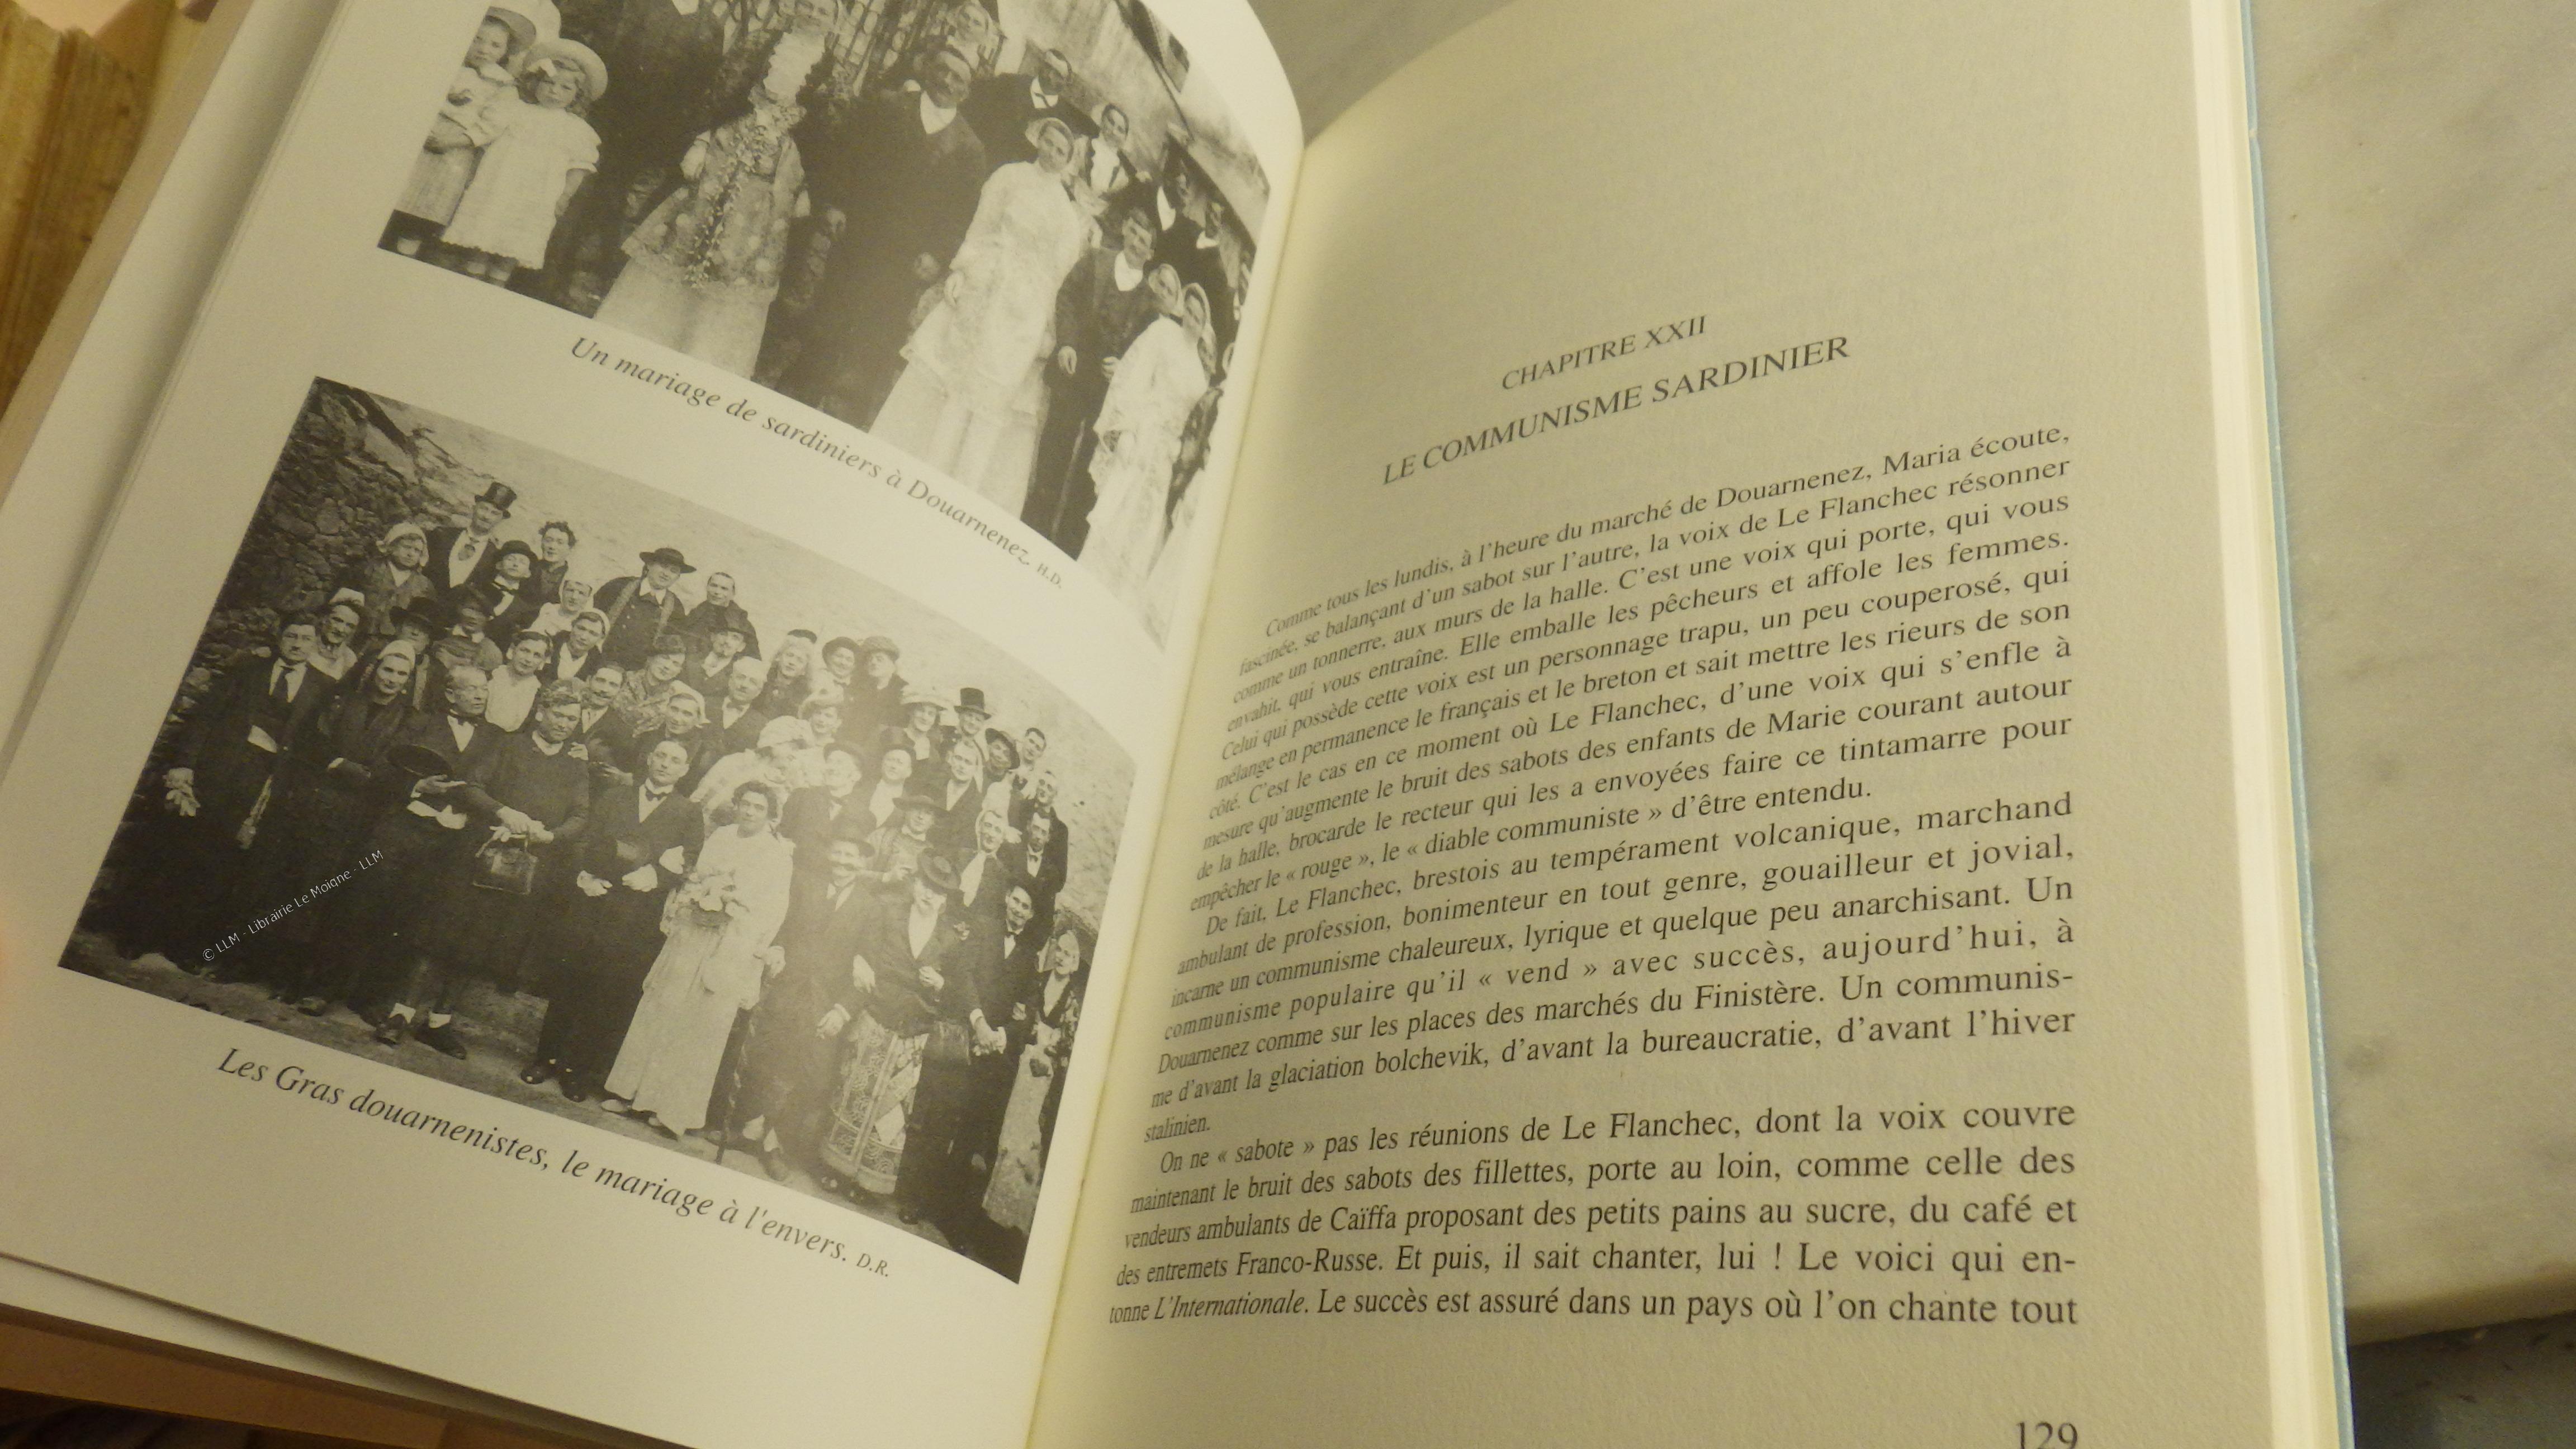 Un mariage de sardiniers à Douarnenez. H.D.
© LLM - Librairie Le Moigne - LLM
Les Gras douarnenistes, le mariage à l'envers. D.R.
CHAPITRE XXII
LE COMMUNISME SARDINIER
Comme tous les lundis, à l'heure du marché de Douarnenez, Maria écoute,
fascinée, se balançant d'un sabot sur l'autre, la voix de Le Flanchec résonner
comme un tonnerre, aux murs de la halle. C'est une voix qui porte, qui vous
envahit, qui vous entraîne. Elle emballe les pêcheurs et affole les femmes.
Celui qui possède cette voix est un personnage trapu, un peu couperosé, qui
mélange en permanence le français et le breton et sait mettre les rieurs de son
côté. C'est le cas en ce moment où Le Flanchec, d'une voix qui s'enfle à
mesure qu'augmente le bruit des sabots des enfants de Marie courant autour
de la halle, brocarde le recteur qui les a envoyées faire ce tintamarre pour
empêcher le « rouge », le « diable communiste » d'être entendu.
De fait, Le Flanchec, brestois au tempérament volcanique, marchand
ambulant de profession, bonimenteur en tout genre, gouailleur et jovial,
incarne un communisme chaleureux, lyrique et quelque peu anarchisant. Un
communisme populaire qu'il « vend » avec succès, aujourd'hui, à
Douarnenez comme sur les places des marchés du Finistère. Un communis-
me d'avant la glaciation bolchevik, d'avant la bureaucratie, d'avant l'hiver
stalinien.
On ne « sabote » pas les réunions de Le Flanchec, dont la voix couvre
maintenant le bruit des sabots des fillettes, porte au loin, comme celle des
vendeurs ambulants de Caïffa proposant des petits pains au sucre, du café et
des entremets Franco-Russe. Et puis, il sait chanter, lui ! Le voici qui en-
tonne L'Internationale. Le succès est assuré dans un pays où l'on chante tout
129